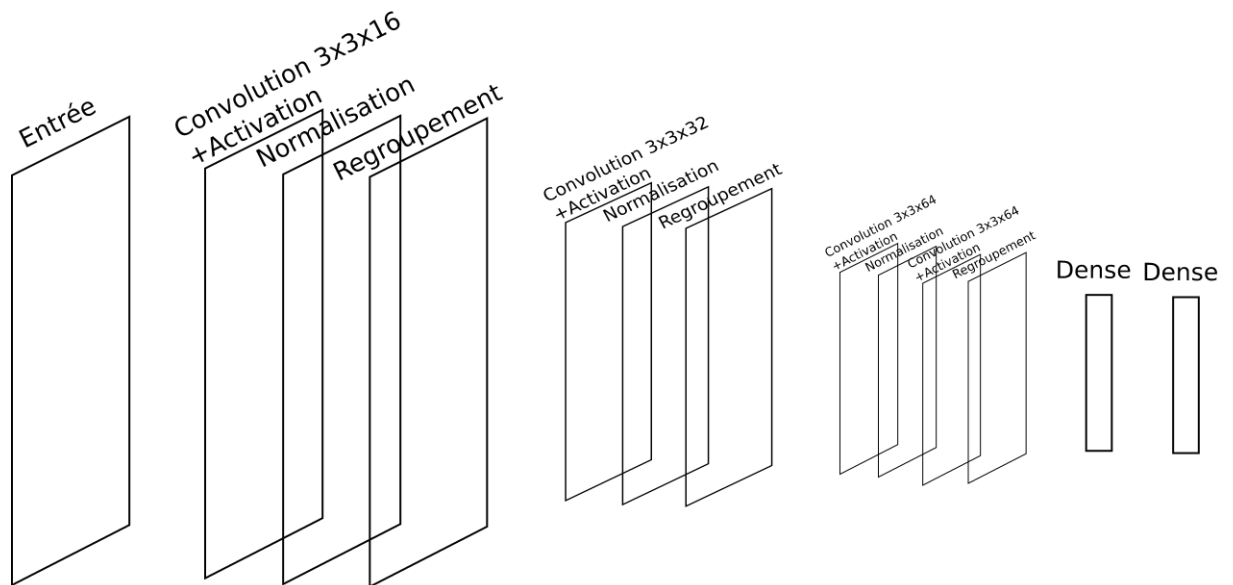 Entrée
Convolution 3x3x16
+Activation
Normalisation
Regroupement
Convolution 3x3x32
+Activation
Normalisation
Regroupement
Convolution 3x3x64
+Activation
Normalisation
Convolution 3x3x64
+Activation
Regroupement
Dense
Dense